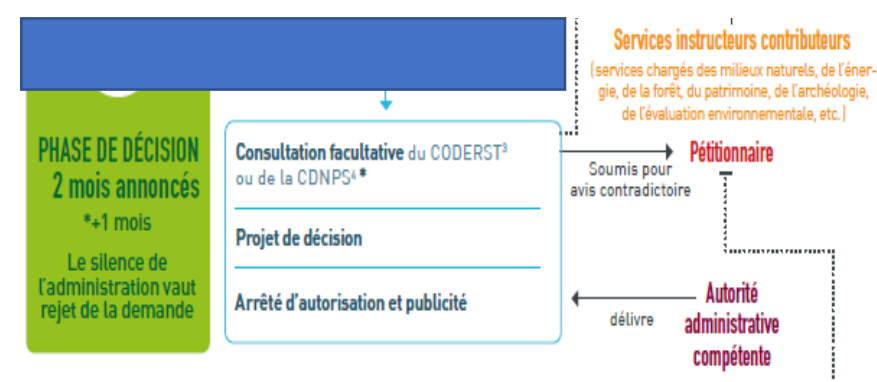 Services instructeurs contributeurs
(services chargés des milieux naturels, de l'éner-
gie, de la forêt, du patrimoine, de l'archéologie,
de l'évaluation environnementale, etc.)
PHASE DE DÉCISION
2 mois annoncés
*+1 mois
Le silence de
l'administration vaut
rejet de la demande
Consultation facultative du CODERST³
ou de la CDNPS⁴ *
Projet de décision
Arrêté d'autorisation et publicité
Soumis pour
avis contradictoire
Pétitionnaire
délivre
Autorité
administrative
compétente